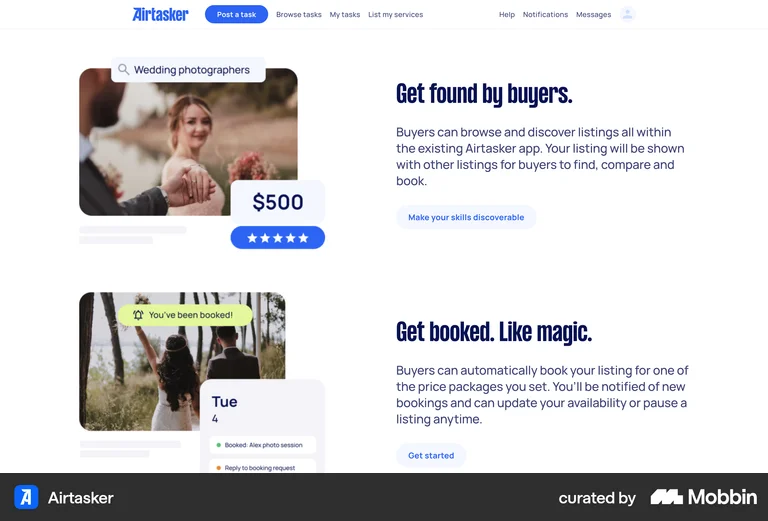 Airtasker
Post a task
Browse tasks
My tasks
List my services
Help
Notifications
Messages
Wedding photographers
$500
Get found by buyers.
Buyers can browse and discover listings all within
the existing Airtasker app. Your listing will be shown
with other listings for buyers to find, compare and
book.
Make your skills discoverable
You've been booked!
Tue
4
Booked: Alex photo session
Reply to booking request
Get booked. Like magic.
Buyers can automatically book your listing for one of
the price packages you set. You'll be notified of new
bookings and can update your availability or pause a
listing anytime.
Get started
Airtasker
curated by
Mobbin